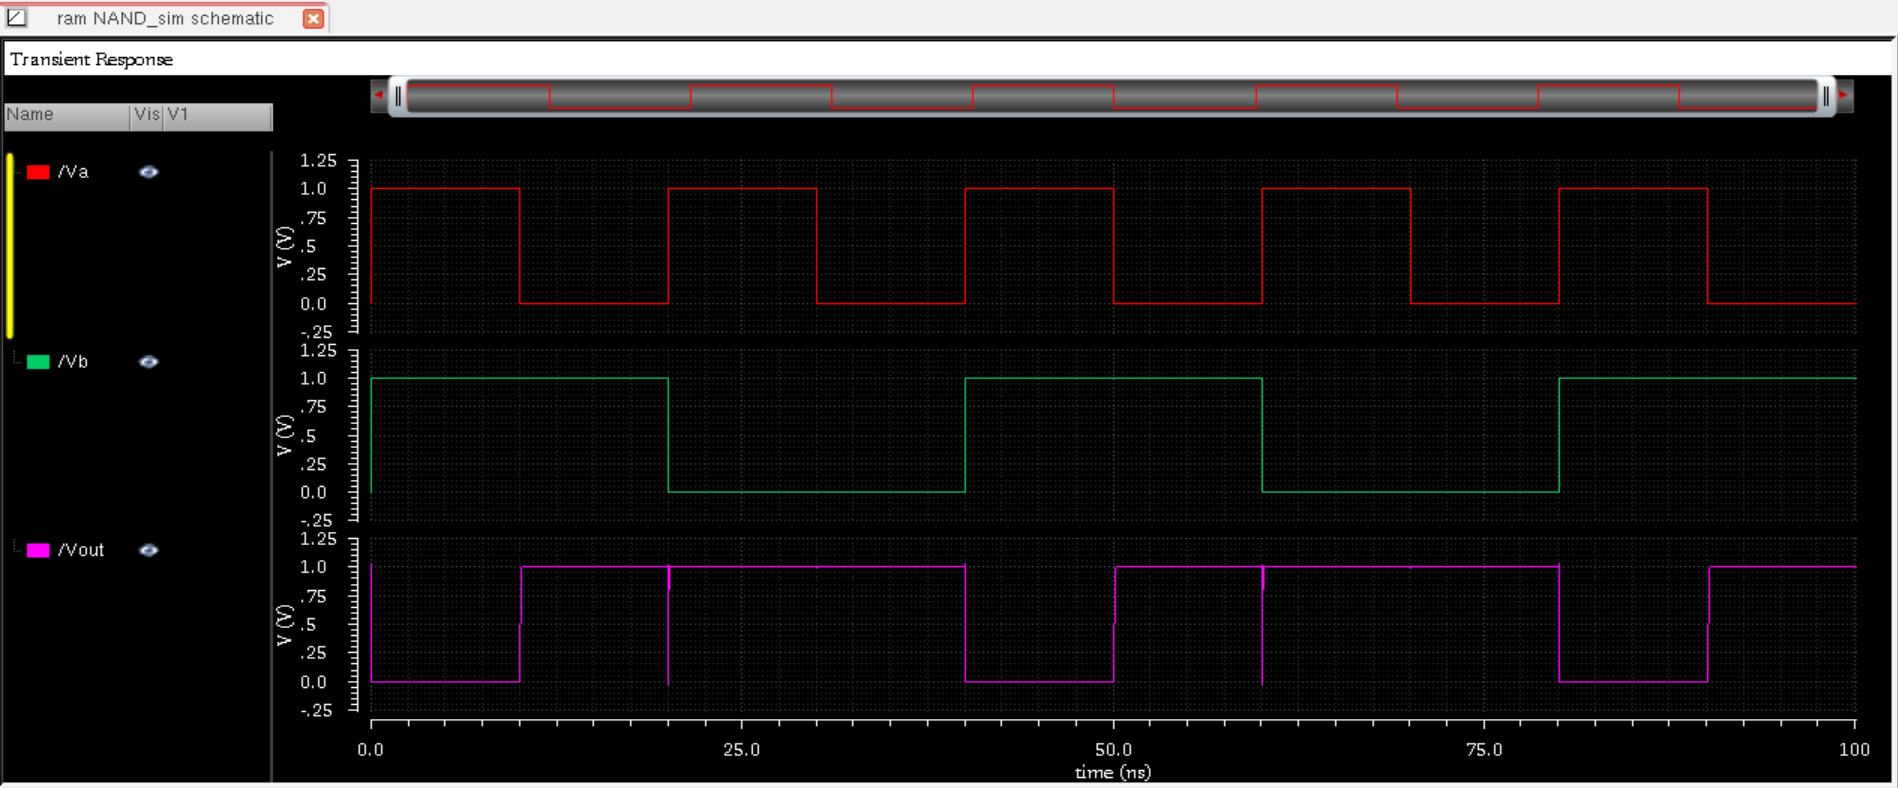 ram NAND_sim schematic
Transient Response
Name Vis V1
/Va
1.25
1.0
.75
.5
.25
0.0
-.25
V (V)
/Vb
1.25
1.0
.75
.5
.25
0.0
-.25
V (V)
/Vout
1.25
1.0
.75
.5
.25
0.0
-.25
V (V)
0.0 25.0 50.0 75.0 100
time (ns)